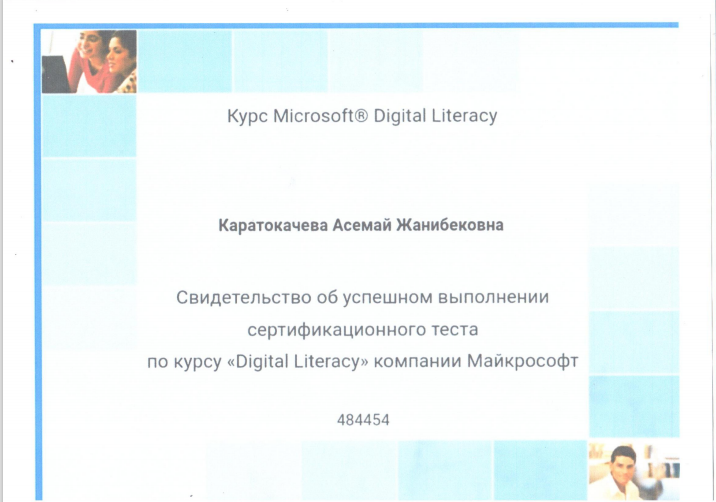 Курс Microsoft® Digital Literacy
Каратокачева Асемай Жанибековна
Свидетельство об успешном выполнении
сертификационного теста
по курсу «Digital Literacy» компании Майкрософт
484454